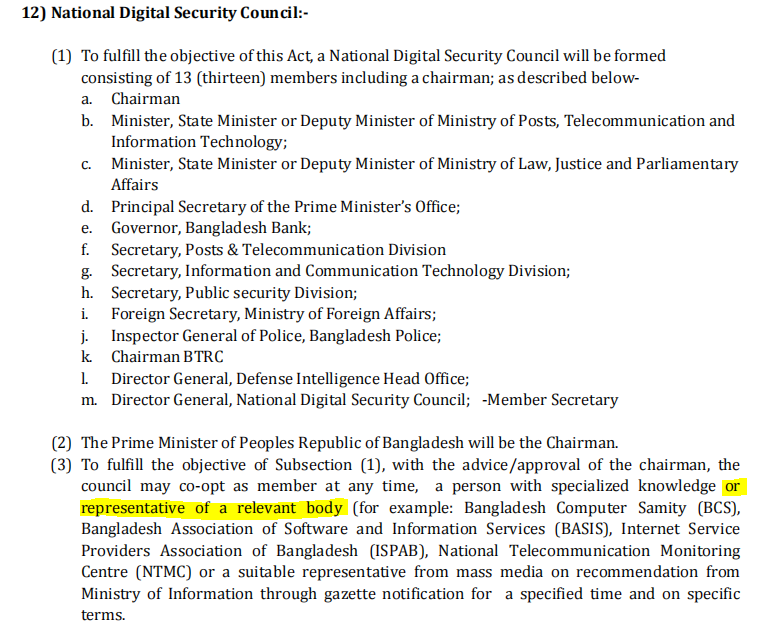 12) National Digital Security Council:-
(1) To fulfill the objective of this Act, a National Digital Security Council will be formed
consisting of 13 (thirteen) members including a chairman; as described below-
a. Chairman
b. Minister, State Minister or Deputy Minister of Ministry of Posts, Telecommunication and
Information Technology;
c. Minister, State Minister or Deputy Minister of Ministry of Law, Justice and Parliamentary
Affairs
d. Principal Secretary of the Prime Minister's Office;
e. Governor, Bangladesh Bank;
f. Secretary, Posts & Telecommunication Division
g. Secretary, Information and Communication Technology Division;
h. Secretary, Public security Division;
i. Foreign Secretary, Ministry of Foreign Affairs;
j. Inspector General of Police, Bangladesh Police;
k. Chairman BTRC
l. Director General, Defense Intelligence Head Office;
m. Director General, National Digital Security Council; -Member Secretary
(2) The Prime Minister of Peoples Republic of Bangladesh will be the Chairman.
(3) To fulfill the objective of Subsection (1), with the advice/approval of the chairman, the
council may co-opt as member at any time, a person with specialized knowledge or
representative of a relevant body (for example: Bangladesh Computer Samity (BCS),
Bangladesh Association of Software and Information Services (BASIS), Internet Service
Providers Association of Bangladesh (ISPAB), National Telecommunication Monitoring
Centre (NTMC) or a suitable representative from mass media on recommendation from
Ministry of Information through gazette notification for a specified time and on specific
terms.